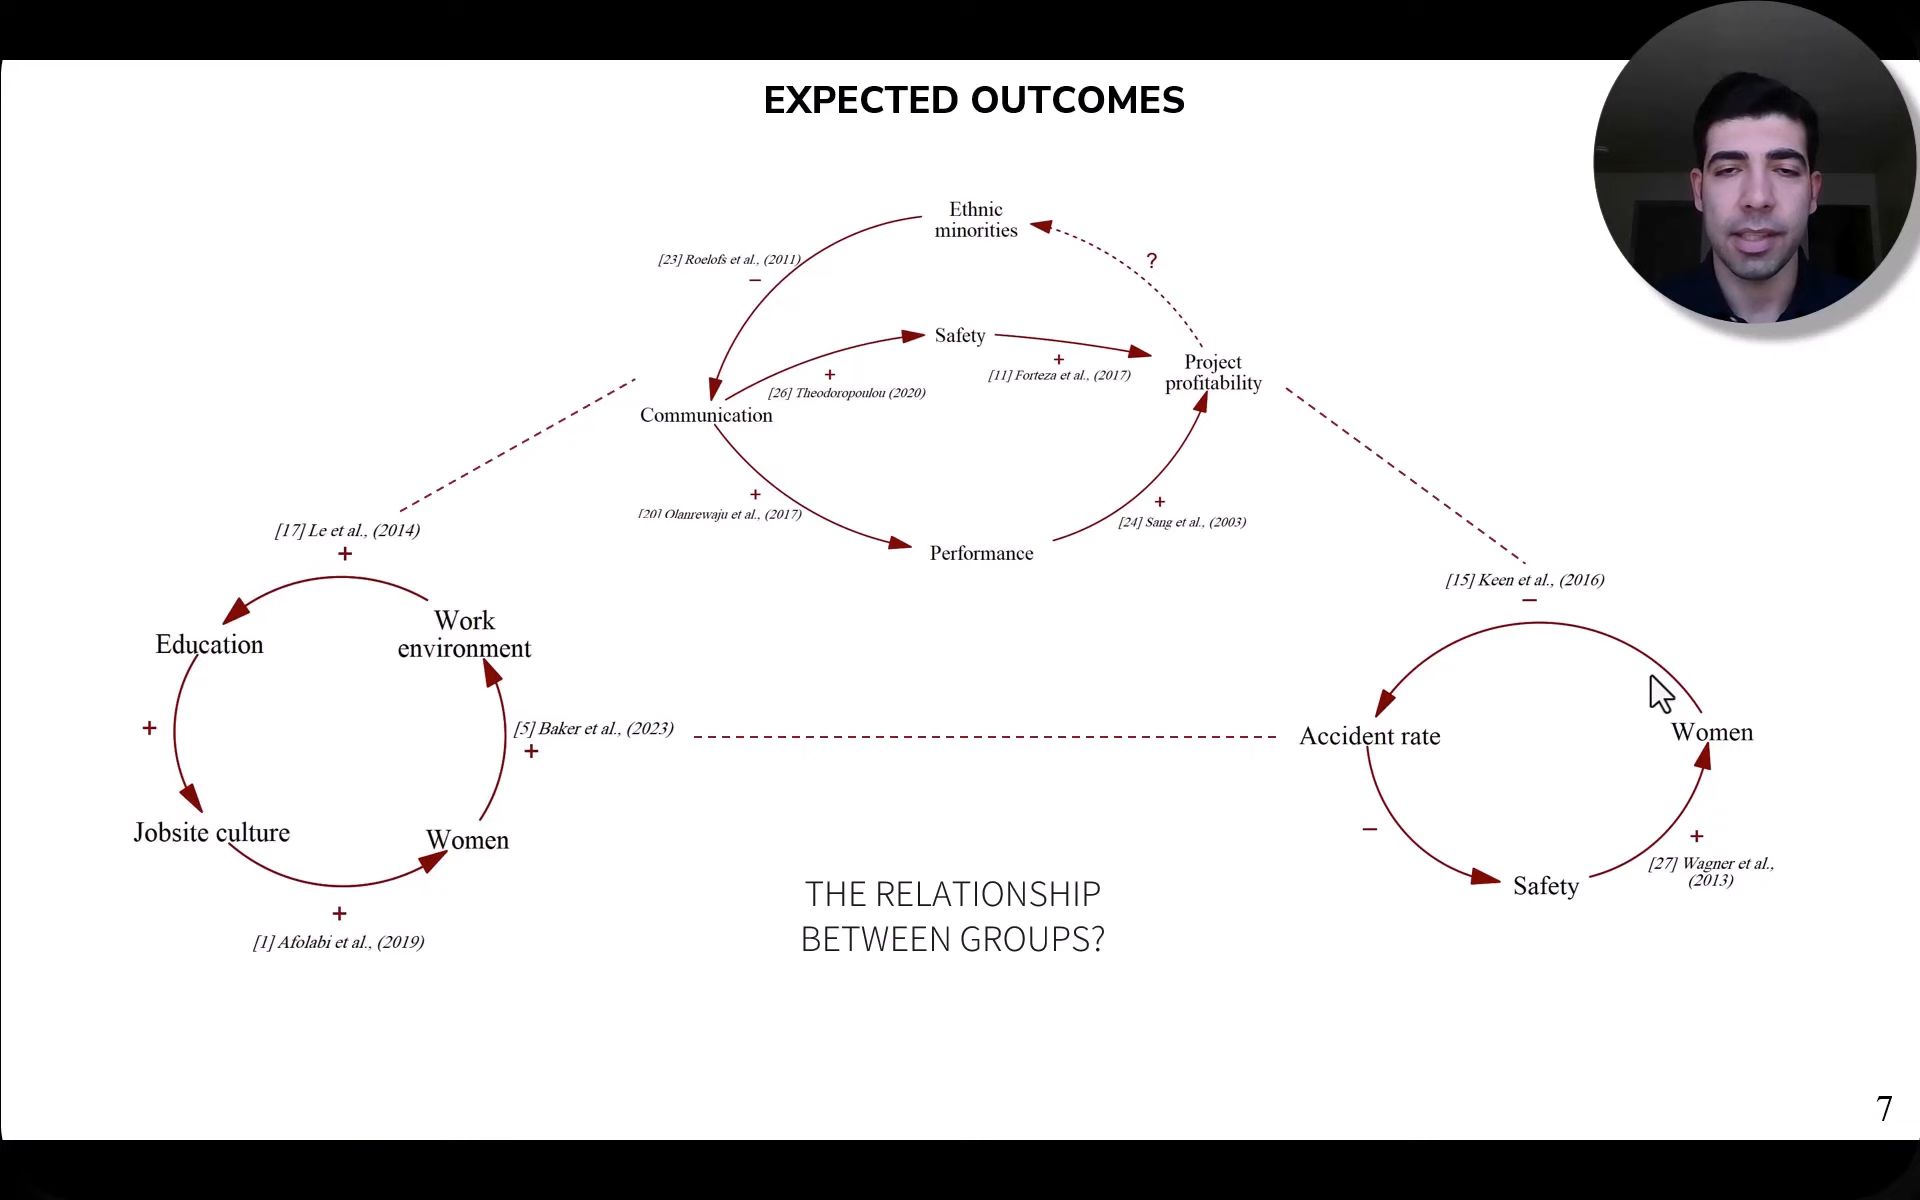 EXPECTED OUTCOMES
Ethnic
minorities
[23] Roelofs et al., (2011)
–
?
Safety
+
[11] Forteza et al., (2017)
Project
profitability
+
[26] Theodoropoulou (2020)
Communication
+
[20] Olanrewaju et al., (2017)
+
[24] Sang et al., (2003)
Performance
[17] Le et al., (2014)
+
Work
environment
Education
+
[5] Baker et al., (2023)
+
Jobsite culture
Women
+
[1] Afolabi et al., (2019)
[15] Keen et al., (2016)
–
Accident rate
Women
–
+
[27] Wagner et al.,
(2013)
Safety
THE RELATIONSHIP
BETWEEN GROUPS?
7